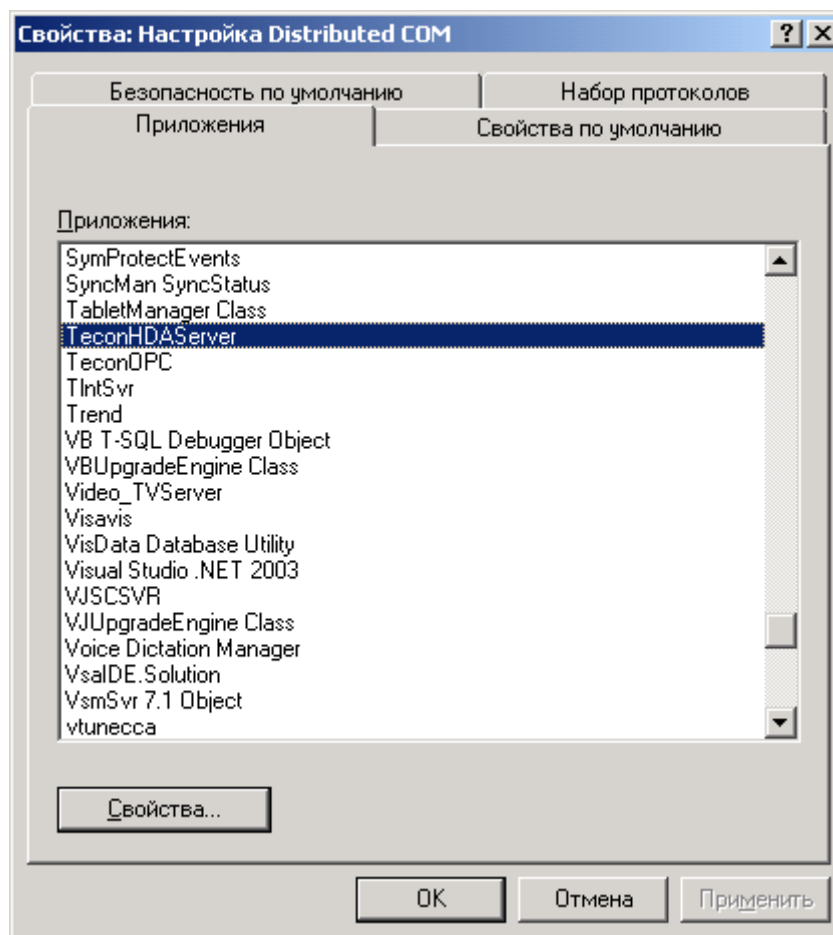 Свойства: Настройка Distributed COM
Безопасность по умолчанию
Набор протоколов
Приложения
Свойства по умолчанию
Приложения:
SymProtectEvents
SyncMan SyncStatus
TabletManager Class
TeconHDAServer
TeconOPC
TIntSvr
Trend
VB T-SQL Debugger Object
VBUpgradeEngine Class
Video_TVServer
Visavis
VisData Database Utility
Visual Studio .NET 2003
VJSCSVR
VJUpgradeEngine Class
Voice Dictation Manager
VsaIDE.Solution
VsmSvr 7.1 Object
vtunecca
Свойства...
OK
Отмена
Применить